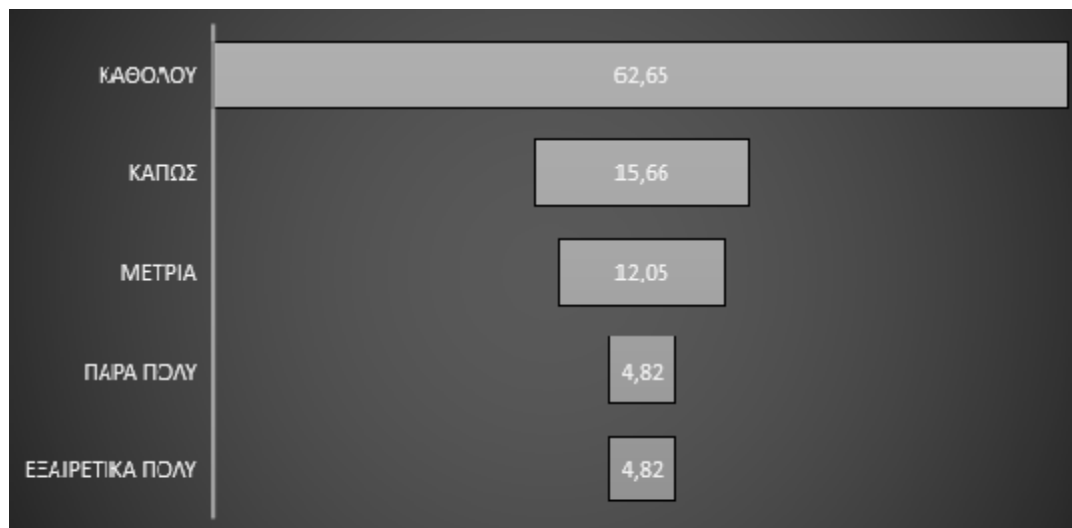 ΚΑΘΟΛΟΥ 62,65
ΚΑΠΩΣ 15,66
ΜΕΤΡΙΑ 12,05
ΠΑΡΑ ΠΟΛΥ 4,82
ΕΞΑΙΡΕΤΙΚΑ ΠΟΛΥ 4,82